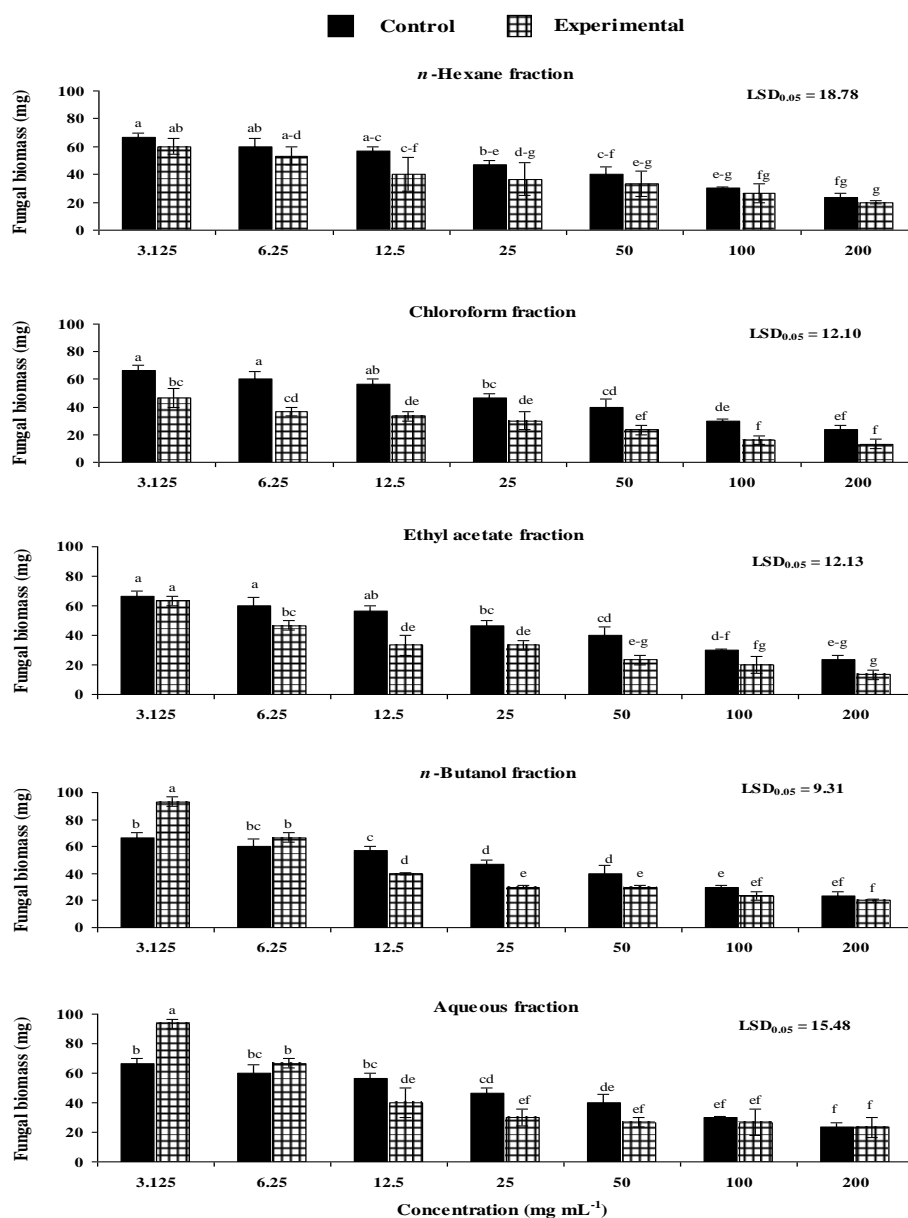 Control Experimental
n-Hexane fraction
LSD0.05 = 18.78
Fungal biomass (mg)
100
80
60
40
20
0
a ab ab a-d a-c c-f b-e d-g c-f e-g e-g fg fg g
3.125 6.25 12.5 25 50 100 200
Chloroform fraction
LSD0.05 = 12.10
Fungal biomass (mg)
100
80
60
40
20
0
a bc a cd ab de bc de cd ef de f ef f
3.125 6.25 12.5 25 50 100 200
Ethyl acetate fraction
LSD0.05 = 12.13
Fungal biomass (mg)
100
80
60
40
20
0
a a a bc ab de bc de cd e-g d-f fg e-g g
3.125 6.25 12.5 25 50 100 200
n-Butanol fraction
LSD0.05 = 9.31
Fungal biomass (mg)
100
80
60
40
20
0
b a bc b c d d e d e e ef ef f
3.125 6.25 12.5 25 50 100 200
Aqueous fraction
LSD0.05 = 15.48
Fungal biomass (mg)
100
80
60
40
20
0
b a bc b bc de cd ef de ef ef ef f f
3.125 6.25 12.5 25 50 100 200
Concentration (mg mL-1)